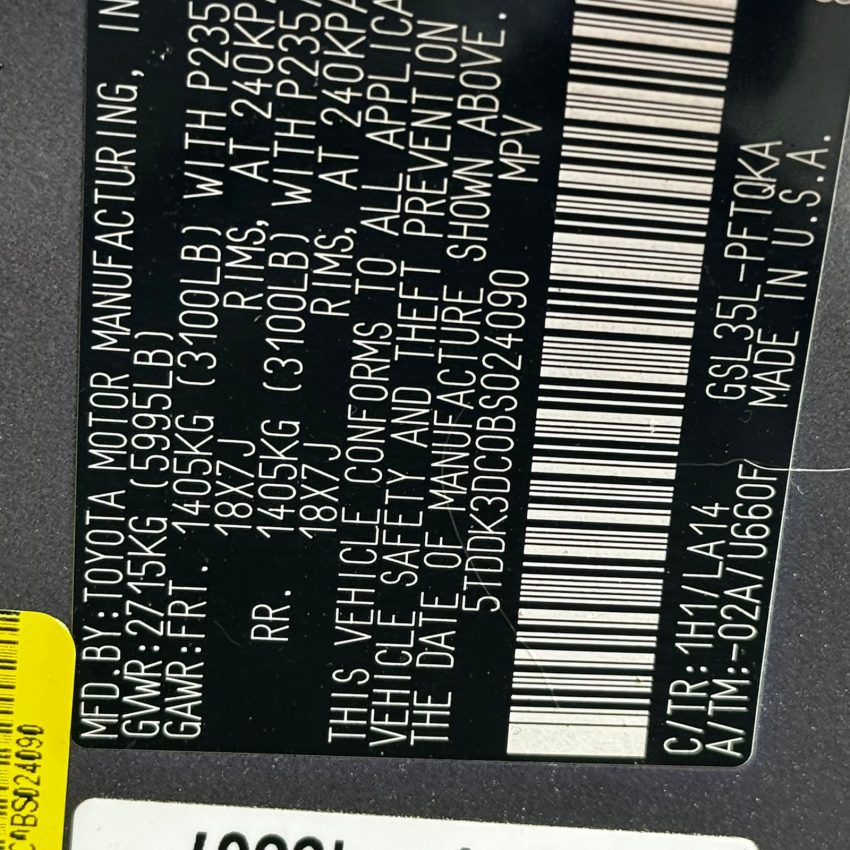 MFD.BY:TOYOTA MOTOR MANUFACTURING, IN
GVWR:2715KG (5995LB)
GAWR:FRT. 1405KG (3100LB) WITH P235
18X7J RIMS, AT 240KPA
RR. 1405KG (3100LB) WITH P235/
18X7J RIMS, AT 240KPA
THIS VEHICLE CONFORMS TO ALL APPLICA
VEHICLE SAFETY AND THEFT PREVENTION
THE DATE OF MANUFACTURE SHOWN ABOVE.
5TDDK3DC0BS024090 MPV
C/TR:1H1/LA14 GSL35L-PFTQKA
A/TM:-02A/U660F MADE IN U.S.A.
C0BS024090